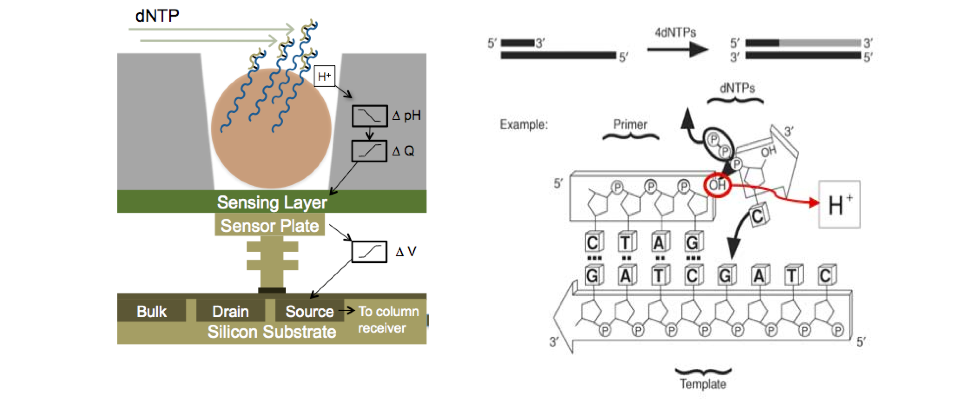 dNTP
H+
Δ pH
Δ Q
Sensing Layer
Sensor Plate
Δ V
Bulk
Drain
Source
To column
receiver
Silicon Substrate
5′
3′
5′
4dNTPs
5′
3′
3′
5′
dNTPs
Example:
Primer
3′
P
P
P
OH
5′
P
P
P
OH
H+
C
C
T
A
G
G
A
T
C
G
A
T
C
P
P
P
P
P
P
P
P
3′
5′
Template